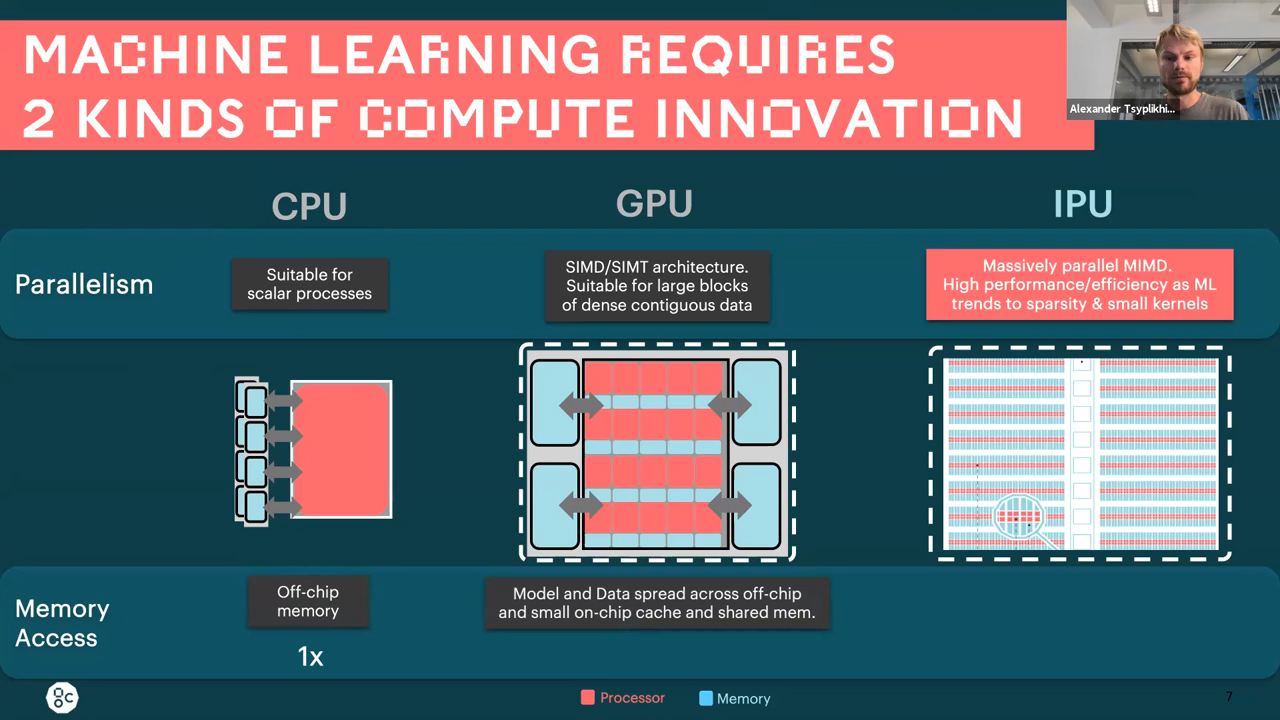 MACHINE LEARNING REQUIRES
2 KINDS OF COMPUTE INNOVATION
Alexander Tsyplikhi...
CPU
GPU
IPU
Parallelism
Suitable for
scalar processes
SIMD/SIMT architecture.
Suitable for large blocks
of dense contiguous data
Massively parallel MIMD.
High performance/efficiency as ML
trends to sparsity & small kernels
Memory
Access
Off-chip
memory
1x
Model and Data spread across off-chip
and small on-chip cache and shared mem.
gc
Processor
Memory
7